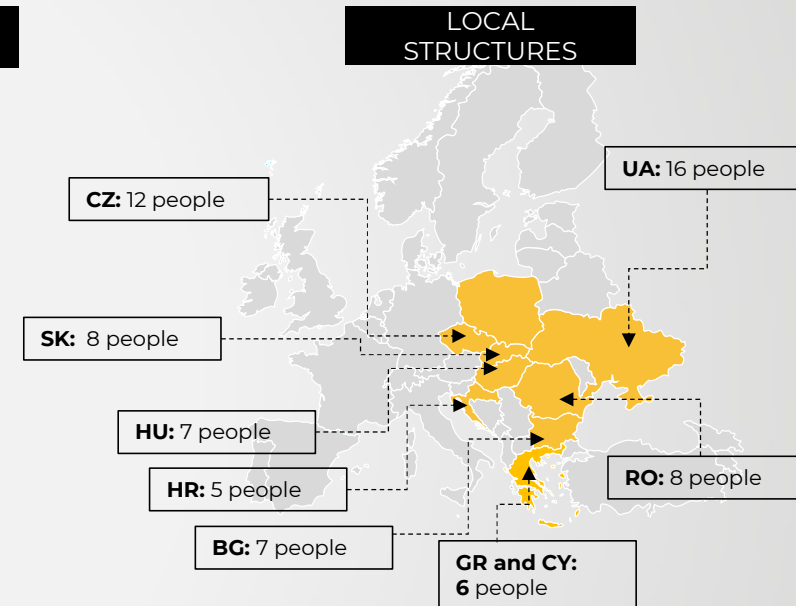 LOCAL
STRUCTURES
UA: 16 people
CZ: 12 people
SK: 8 people
HU: 7 people
HR: 5 people
RO: 8 people
BG: 7 people
GR and CY:
6 people